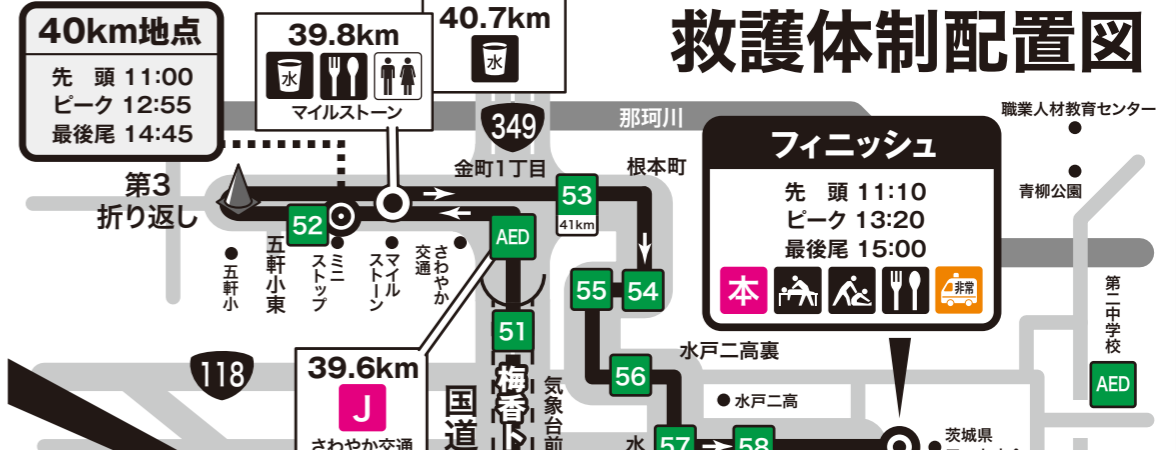 救護体制配置図
40km地点
先　頭 11:00
ピーク 12:55
最後尾 14:45
39.8km
水
マイルストーン
40.7km
水
349
那珂川
金町1丁目
根本町
職業人材教育センター
青柳公園
フィニッシュ
先　頭 11:10
ピーク 13:20
最後尾 15:00
本
非常
第3
折り返し
52
53
41km
AED
五軒小
五軒小東
ミニ
ストップ
マイル
ストーン
さわやか
交通
55
54
51
第二中学校
AED
118
39.6km
J
さわやか交通
国道
梅香ト
気象台前
56
水戸二高裏
水戸二高
水
57
58
茨城県